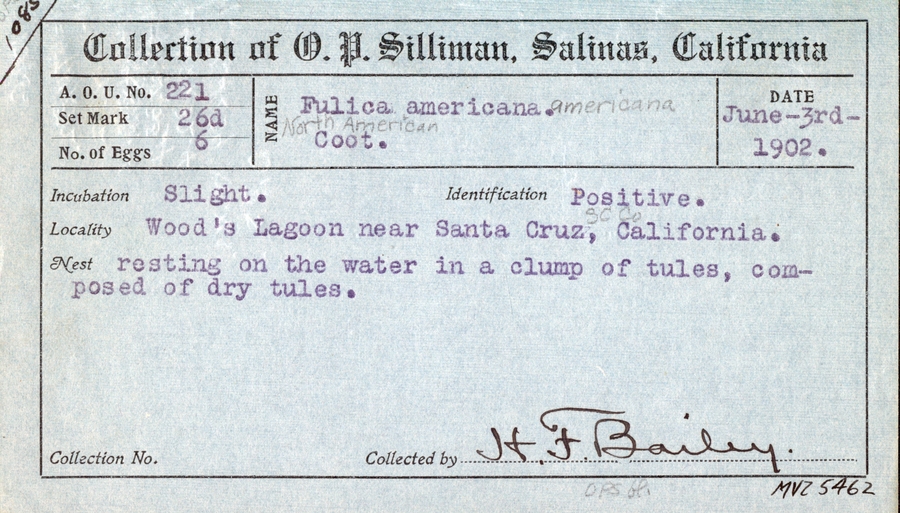 1085
Collection of O. P. Silliman, Salinas, California
A. O. U. No. 221
Set Mark 26d
No. of Eggs 6
NAME
Fulica americana. americana
North American
Coot.
DATE
June-3rd-
1902.
Incubation Slight. Identification Positive.
SC Co
Locality Wood's Lagoon near Santa Cruz, California.
Nest resting on the water in a clump of tules, com-
posed of dry tules.
Collection No. Collected by H. F. Bailey.
MVZ 5462